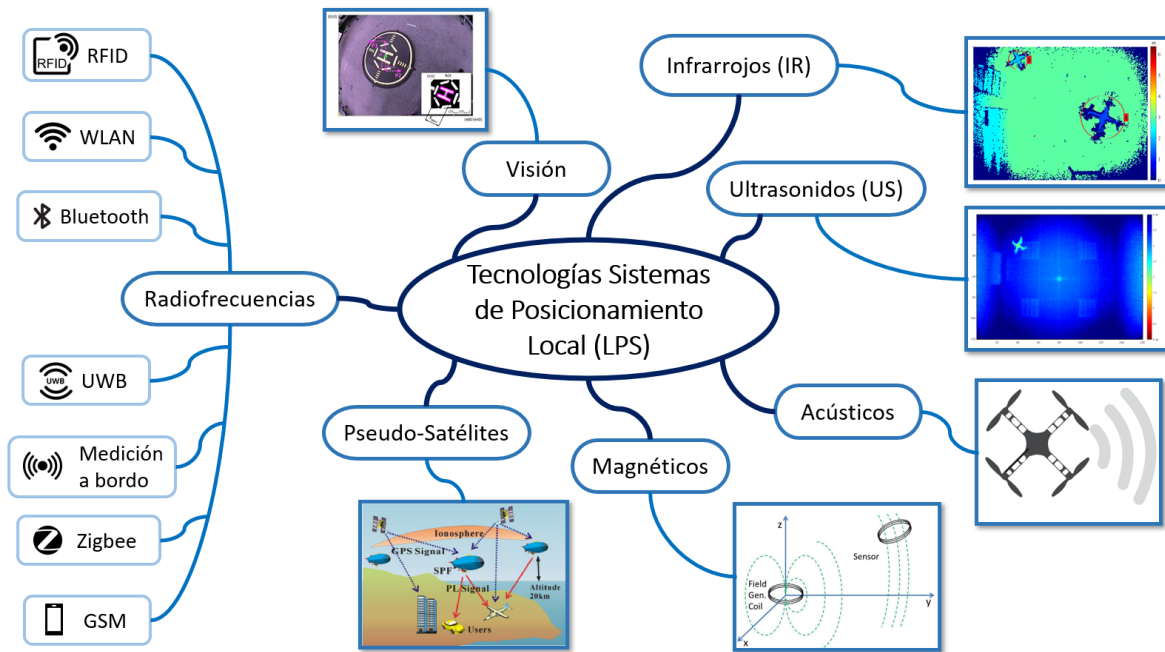 RFID
RFID
WLAN
Bluetooth
Radiofrecuencias
UWB
UWB
Medición
a bordo
Zigbee
GSM
Visión
Infrarrojos (IR)
Ultrasonidos (US)
Tecnologías Sistemas
de Posicionamiento
Local (LPS)
Acústicos
Pseudo-Satélites
Magnéticos
Ionosphere
GPS Signal
SPF
PL Signal
Altitude
20km
Users
z
Sensor
Field
Gen.
Coil
y
x